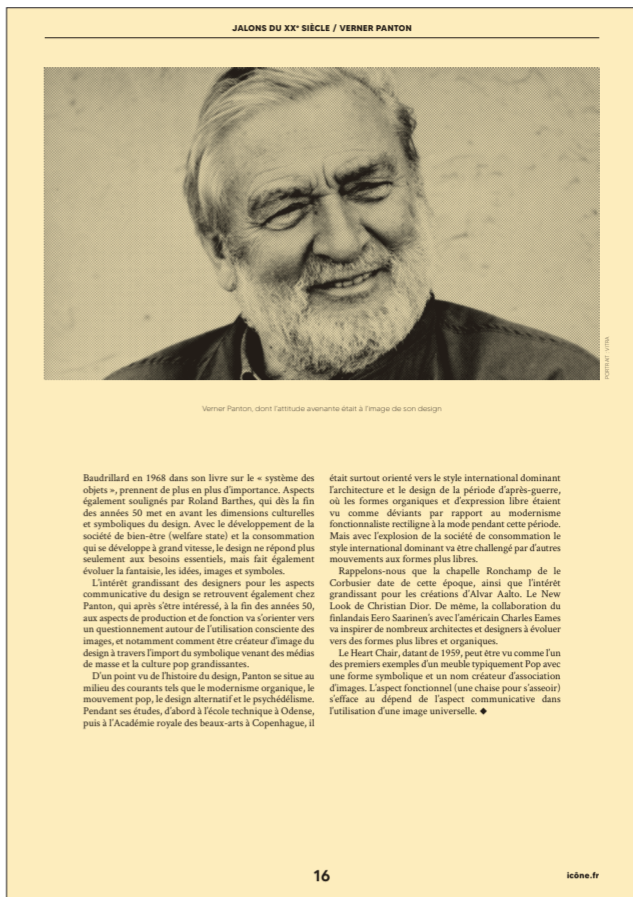 JALONS DU XXᵉ SIÈCLE / VERNER PANTON
PORTRAIT : VITRA
Verner Panton, dont l'attitude avenante était à l'image de son design
Baudrillard en 1968 dans son livre sur le « système des
objets », prennent de plus en plus d'importance. Aspects
également soulignés par Roland Barthes, qui dès la fin
des années 50 met en avant les dimensions culturelles
et symboliques du design. Avec le développement de la
société de bien-être (welfare state) et la consommation
qui se développe à grand vitesse, le design ne répond plus
seulement aux besoins essentiels, mais fait également
évoluer la fantaisie, les idées, images et symboles.
L'intérêt grandissant des designers pour les aspects
communicative du design se retrouvent également chez
Panton, qui après s'être intéressé, à la fin des années 50,
aux aspects de production et de fonction va s'orienter vers
un questionnement autour de l'utilisation consciente des
images, et notamment comment être créateur d'image du
design à travers l'import du symbolique venant des médias
de masse et la culture pop grandissantes.
D'un point vu de l'histoire du design, Panton se situe au
milieu des courants tels que le modernisme organique, le
mouvement pop, le design alternatif et le psychédélisme.
Pendant ses études, d'abord à l'école technique à Odense,
puis à l'Académie royale des beaux-arts à Copenhague, il
était surtout orienté vers le style international dominant
l'architecture et le design de la période d'après-guerre,
où les formes organiques et d'expression libre étaient
vu comme déviants par rapport au modernisme
fonctionnaliste rectiligne à la mode pendant cette période.
Mais avec l'explosion de la société de consommation le
style international dominant va être challengé par d'autres
mouvements aux formes plus libres.
Rappelons-nous que la chapelle Ronchamp de le
Corbusier date de cette époque, ainsi que l'intérêt
grandissant pour les créations d'Alvar Aalto. Le New
Look de Christian Dior. De même, la collaboration du
finlandais Eero Saarinen's avec l'américain Charles Eames
va inspirer de nombreux architectes et designers à évoluer
vers des formes plus libres et organiques.
Le Heart Chair, datant de 1959, peut être vu comme l'un
des premiers exemples d'un meuble typiquement Pop avec
une forme symbolique et un nom créateur d'association
d'images. L'aspect fonctionnel (une chaise pour s'asseoir)
s'efface au dépend de l'aspect communicative dans
l'utilisation d'une image universelle. ◆
16
icône.fr